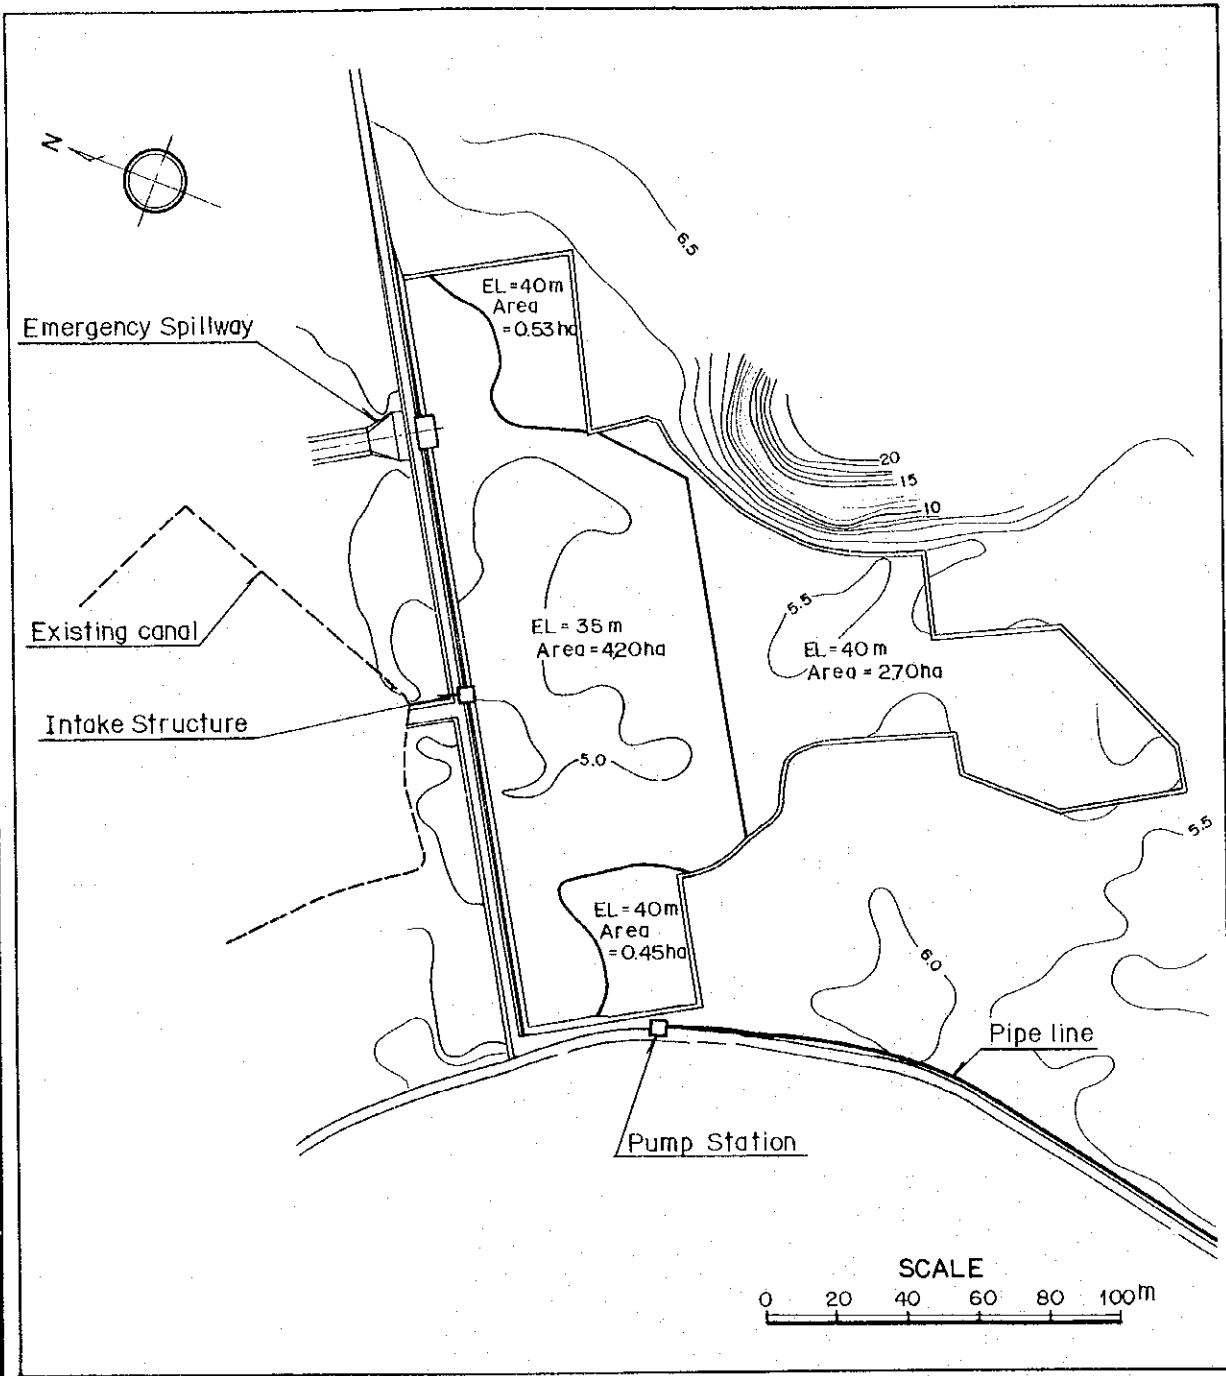 N
6.5
EL=40m
Area
=0.53ha
Emergency Spillway
20
15
10
5.5
EL=35m
Area=4.20ha
EL=40m
Area=2.70ha
Existing canal
Intake Structure
5.0
5.5
EL=40m
Area
=0.45ha
6.0
Pipe line
Pump Station
SCALE
0 20 40 60 80 100m